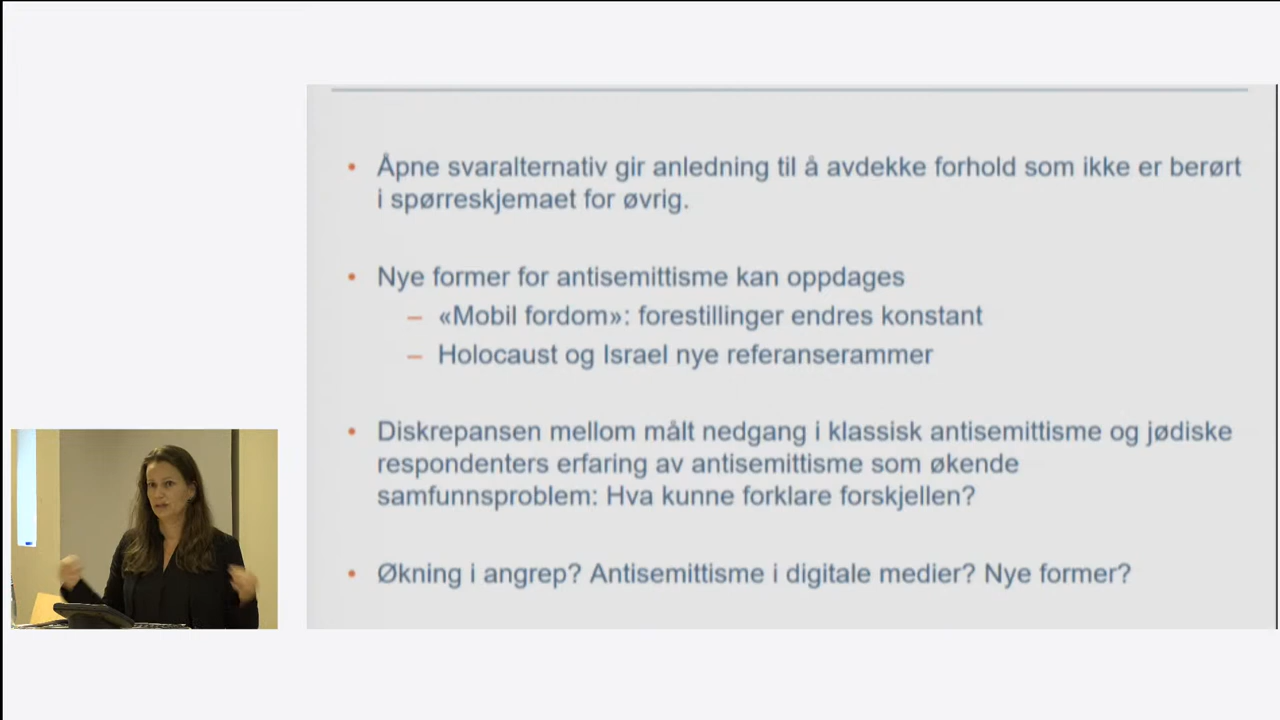 • Åpne svaralternativ gir anledning til å avdekke forhold som ikke er berørt
i spørreskjemaet for øvrig.
• Nye former for antisemittisme kan oppdages
– «Mobil fordom»: forestillinger endres konstant
– Holocaust og Israel nye referanserammer
• Diskrepansen mellom målt nedgang i klassisk antisemittisme og jødiske
respondenters erfaring av antisemittisme som økende
samfunnsproblem: Hva kunne forklare forskjellen?
• Økning i angrep? Antisemittisme i digitale medier? Nye former?